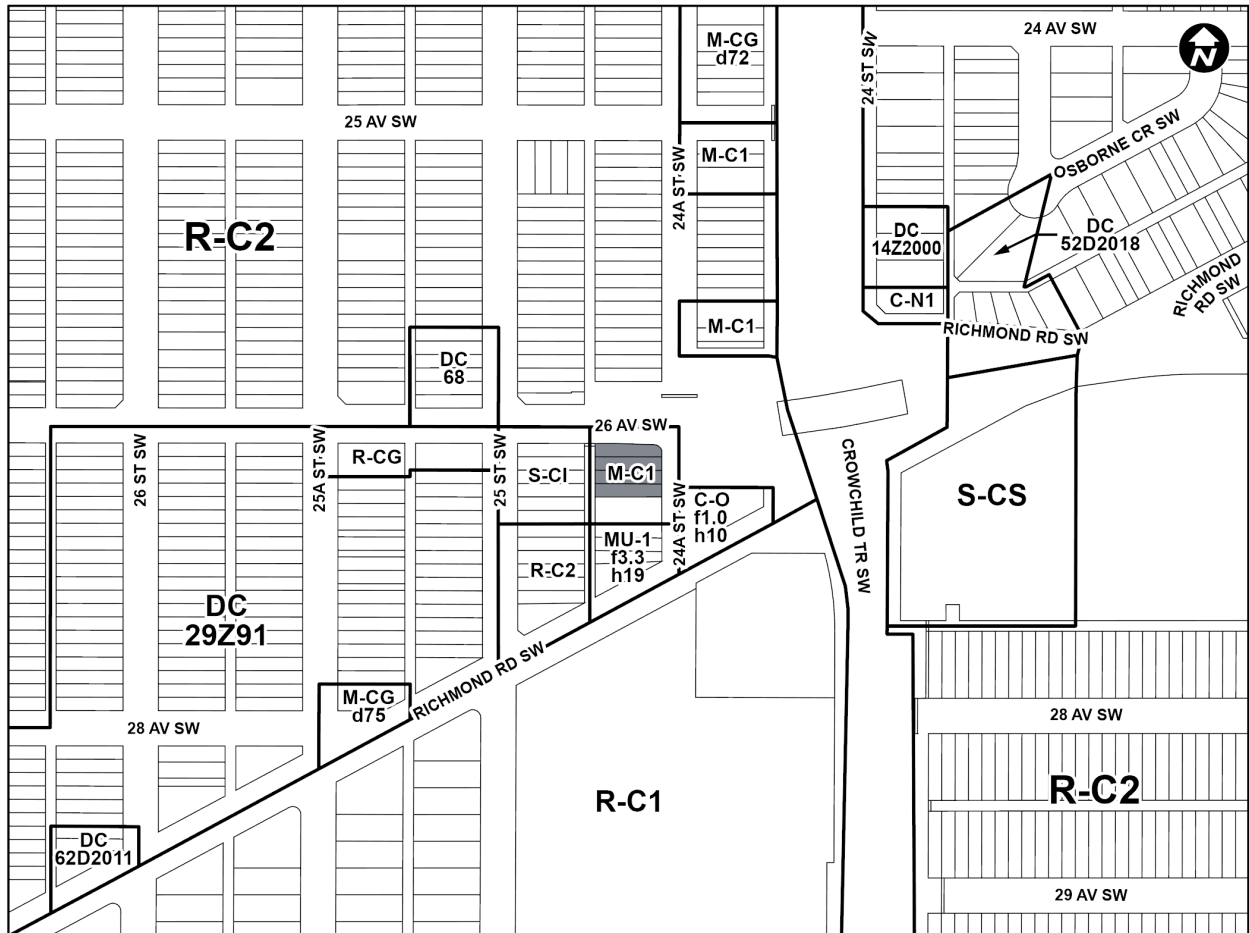 24 AV SW
N
M-CG
d72
24 ST SW
25 AV SW
OSBORNE CR SW
24A ST SW
M-C1
R-C2
DC
14Z2000
DC
52D2018
RICHMOND
RD SW
C-N1
M-C1
RICHMOND RD SW
DC
68
26 AV SW
26 ST SW
25A ST SW
R-CG
25 ST SW
S-CI
M-C1
24A ST SW
C-O
f1.0
h10
CROWCHILD TR SW
S-CS
MU-1
f3.3
h19
R-C2
DC
29Z91
RICHMOND RD SW
M-CG
d75
28 AV SW
28 AV SW
R-C1
R-C2
DC
62D2011
29 AV SW